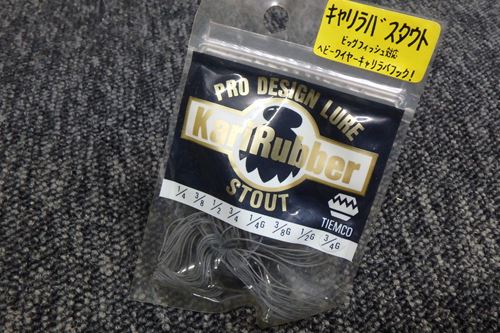 キャリラバスタウト
ビッグフィッシュ対応
ヘビーワイヤーキャリラバフック!
PRO DESIGN LURE
KariRubber
STOUT
1/4 3/8 1/2 3/4 1/4G 3/8G 1/2G 3/4G
TIEMCO